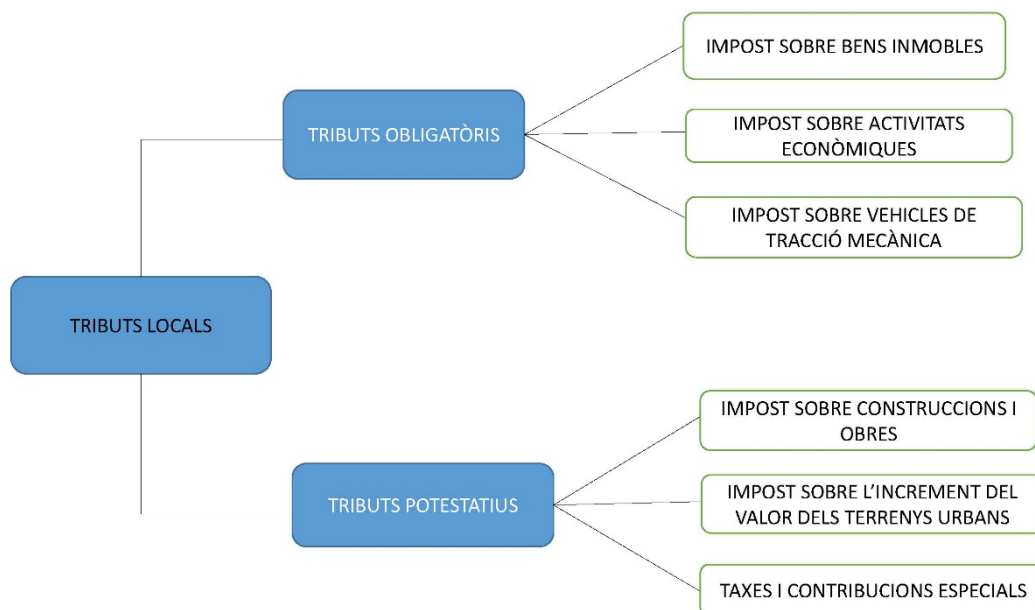 IMPOST SOBRE BENS INMOBLES
TRIBUTS OBLIGATÒRIS
IMPOST SOBRE ACTIVITATS
ECONÒMIQUES
IMPOST SOBRE VEHICLES DE
TRACCIÓ MECÀNICA
TRIBUTS LOCALS
IMPOST SOBRE CONSTRUCCIONS I
OBRES
TRIBUTS POTESTATIUS
IMPOST SOBRE L'INCREMENT DEL
VALOR DELS TERRENYS URBANS
TAXES I CONTRIBUCIONS ESPECIALS